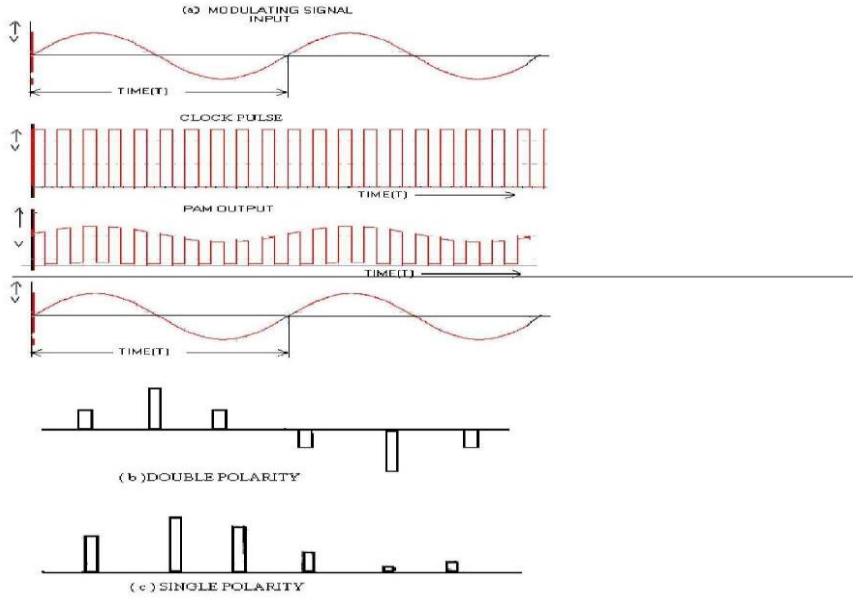 (a) MODULATING SIGNAL
INPUT
TIME(T)
CLOCK PULSE
TIME(T)
PAM OUTPUT
TIME(T)
TIME(T)
(b)DOUBLE POLARITY
(c)SINGLE POLARITY